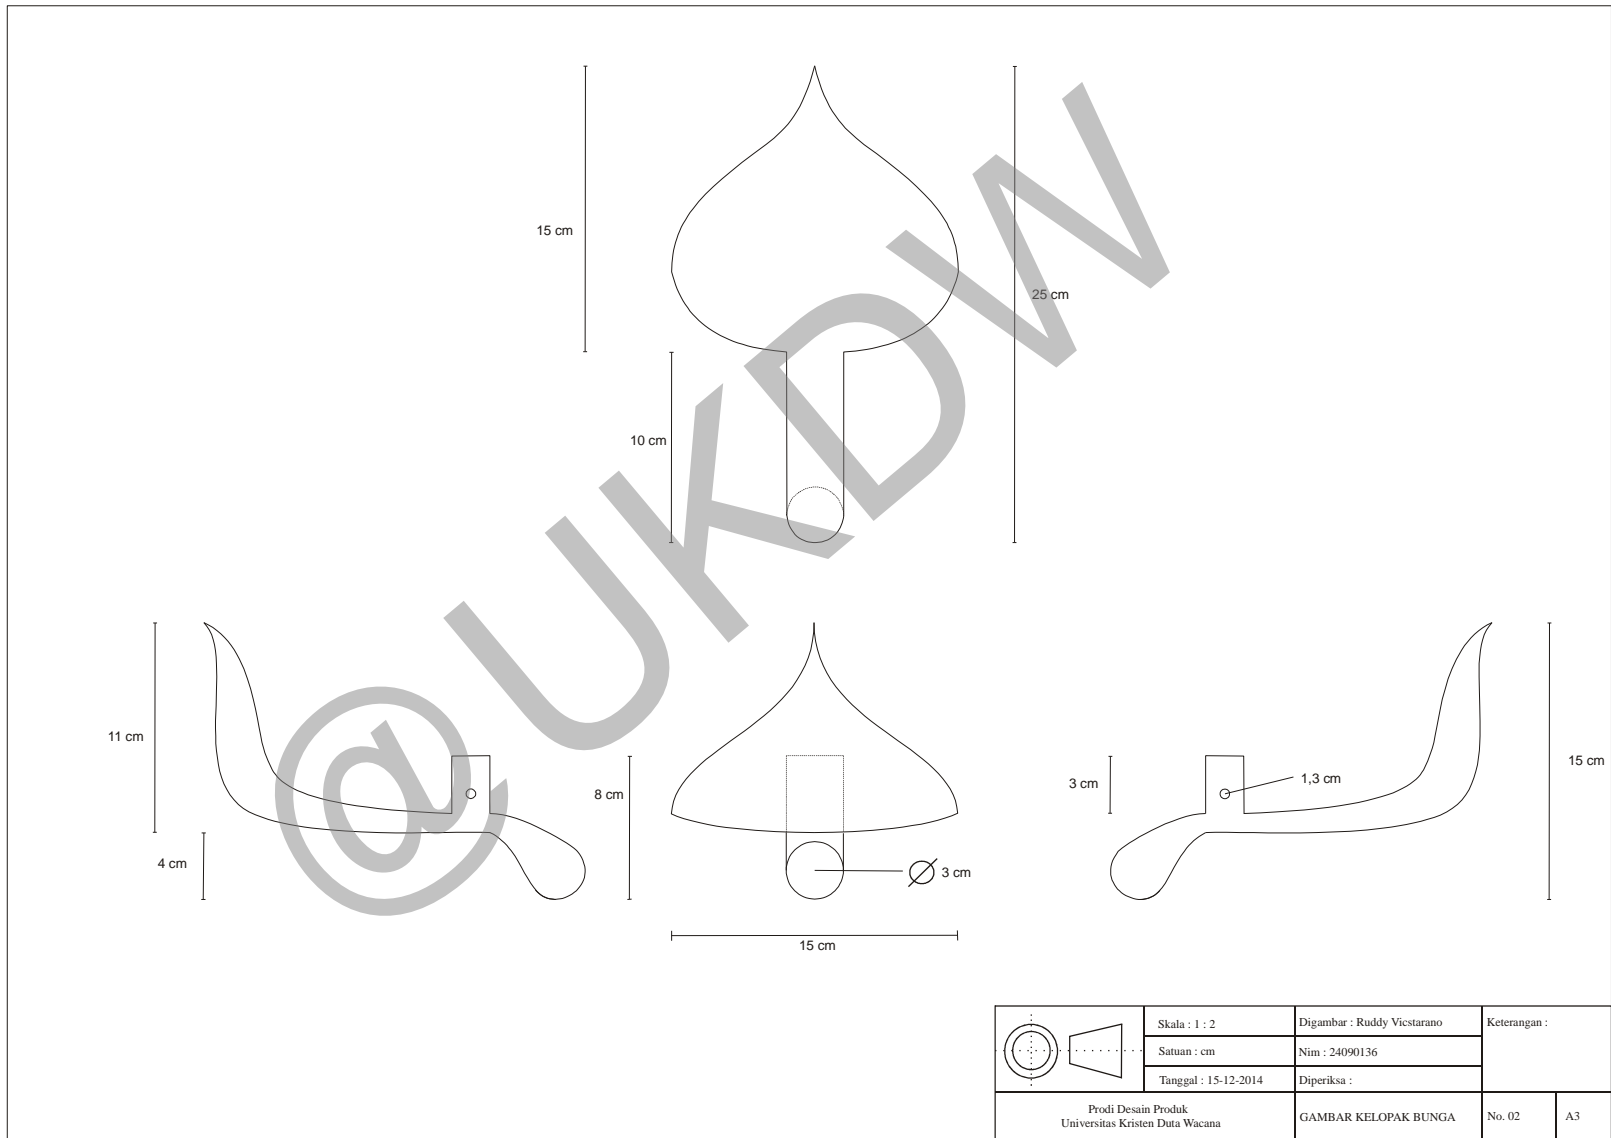 15 cm
25 cm
10 cm
@UKDW
11 cm
4 cm
8 cm
3 cm
15 cm
3 cm
1,3 cm
15 cm
Skala : 1 : 2
Digambar : Ruddy Vicstarano
Keterangan :
Satuan : cm
Nim : 24090136
Tanggal : 15-12-2014
Diperiksa :
Prodi Desain Produk
Universitas Kristen Duta Wacana
GAMBAR KELOPAK BUNGA
No. 02
A3